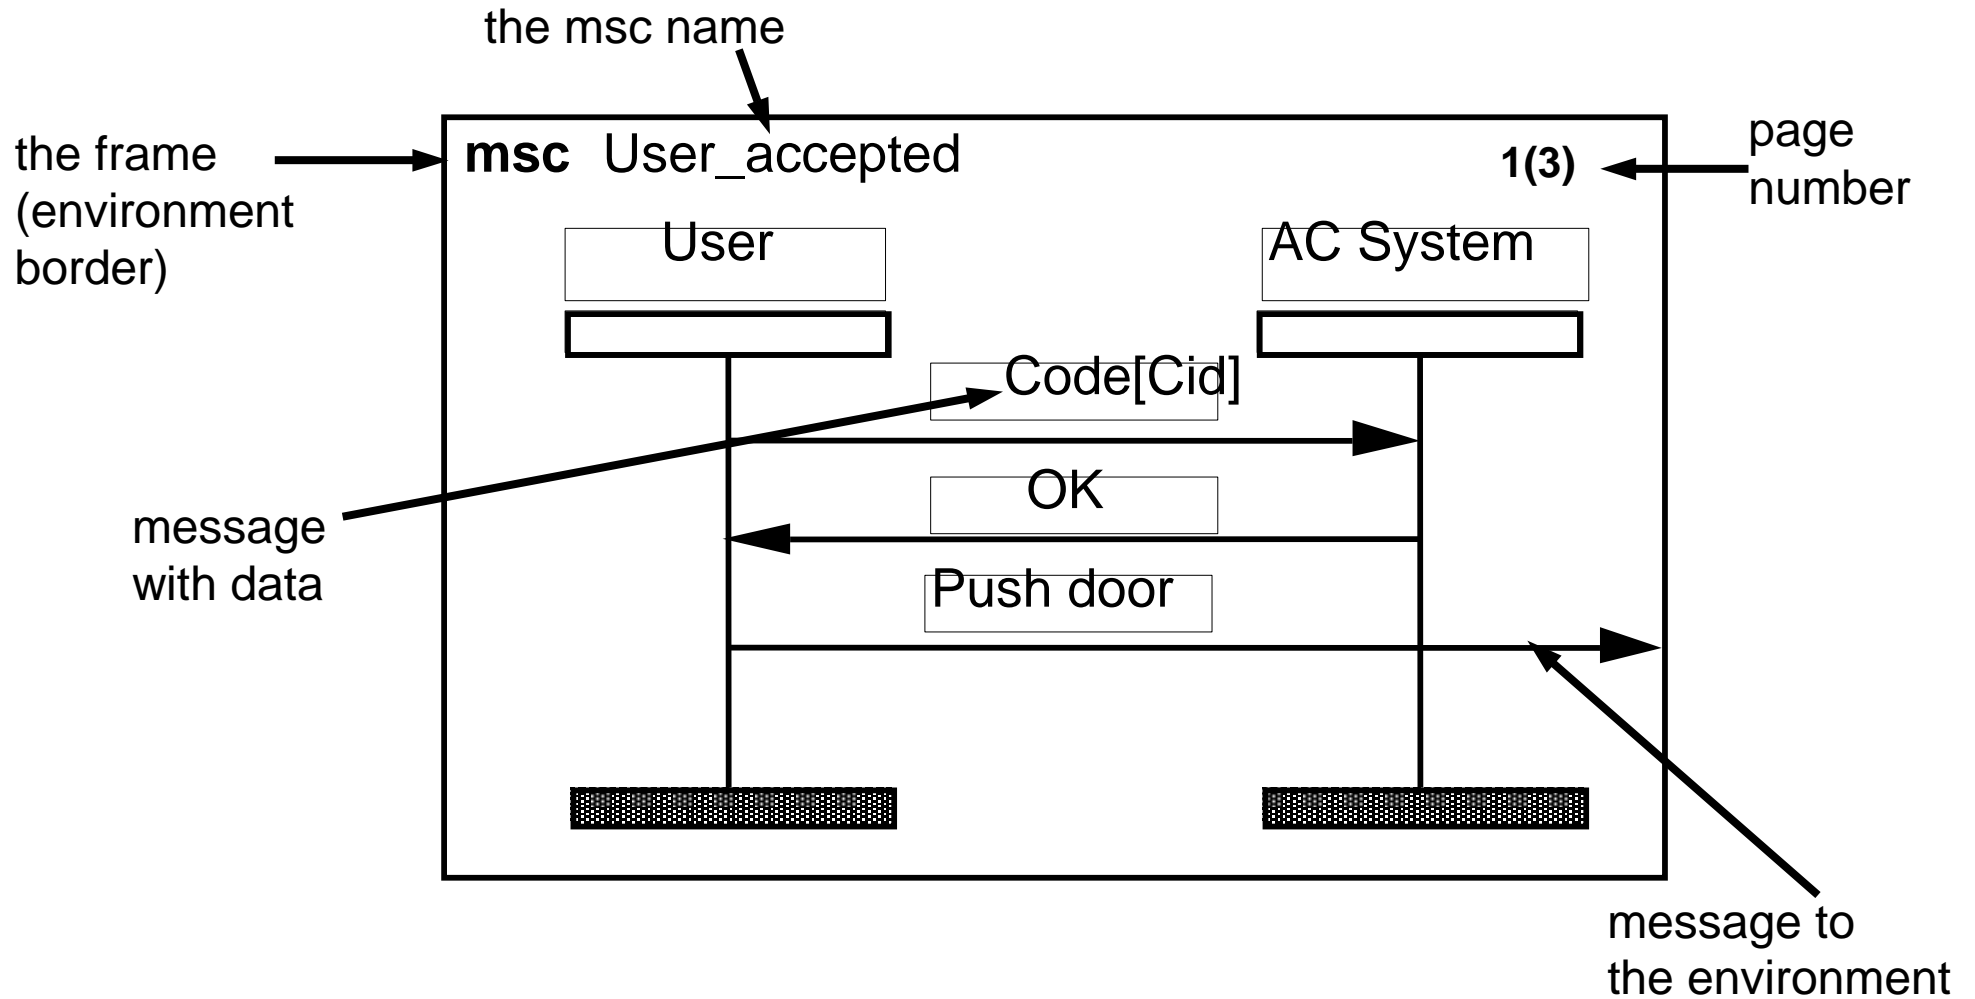 the msc name
the frame
(environment
border)
msc User_accepted
1(3)
page
number
User
AC System
Code[Cid]
OK
Push door
message
with data
message to
the environment